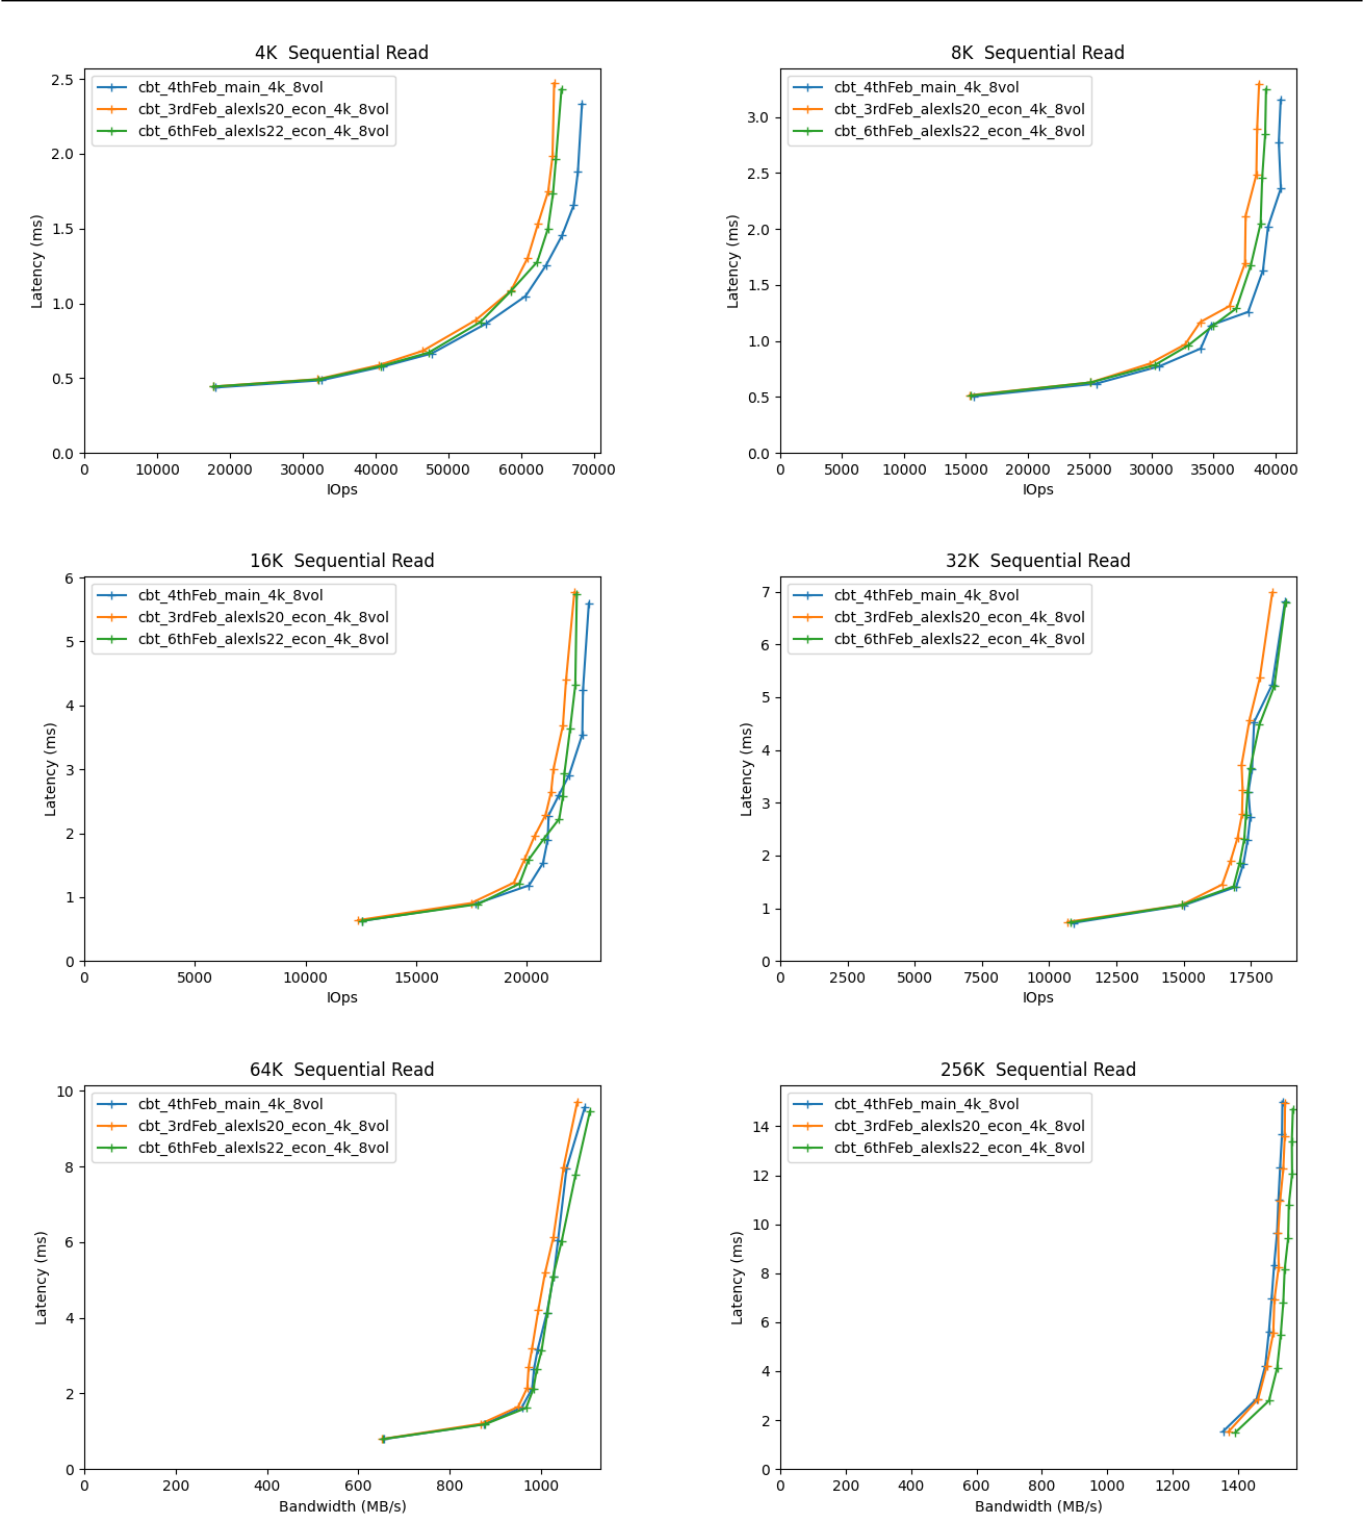 4K  Sequential Read
cbt_4thFeb_main_4k_8vol
cbt_3rdFeb_alexls20_econ_4k_8vol
cbt_6thFeb_alexls22_econ_4k_8vol
Latency (ms)
2.5
2.0
1.5
1.0
0.5
0.0
0 10000 20000 30000 40000 50000 60000 70000
IOps
8K  Sequential Read
cbt_4thFeb_main_4k_8vol
cbt_3rdFeb_alexls20_econ_4k_8vol
cbt_6thFeb_alexls22_econ_4k_8vol
Latency (ms)
3.0
2.5
2.0
1.5
1.0
0.5
0.0
0 5000 10000 15000 20000 25000 30000 35000 40000
IOps
16K  Sequential Read
cbt_4thFeb_main_4k_8vol
cbt_3rdFeb_alexls20_econ_4k_8vol
cbt_6thFeb_alexls22_econ_4k_8vol
Latency (ms)
6
5
4
3
2
1
0
0 5000 10000 15000 20000
IOps
32K  Sequential Read
cbt_4thFeb_main_4k_8vol
cbt_3rdFeb_alexls20_econ_4k_8vol
cbt_6thFeb_alexls22_econ_4k_8vol
Latency (ms)
7
6
5
4
3
2
1
0
0 2500 5000 7500 10000 12500 15000 17500
IOps
64K  Sequential Read
cbt_4thFeb_main_4k_8vol
cbt_3rdFeb_alexls20_econ_4k_8vol
cbt_6thFeb_alexls22_econ_4k_8vol
Latency (ms)
10
8
6
4
2
0
0 200 400 600 800 1000
Bandwidth (MB/s)
256K  Sequential Read
cbt_4thFeb_main_4k_8vol
cbt_3rdFeb_alexls20_econ_4k_8vol
cbt_6thFeb_alexls22_econ_4k_8vol
Latency (ms)
14
12
10
8
6
4
2
0
0 200 400 600 800 1000 1200 1400
Bandwidth (MB/s)